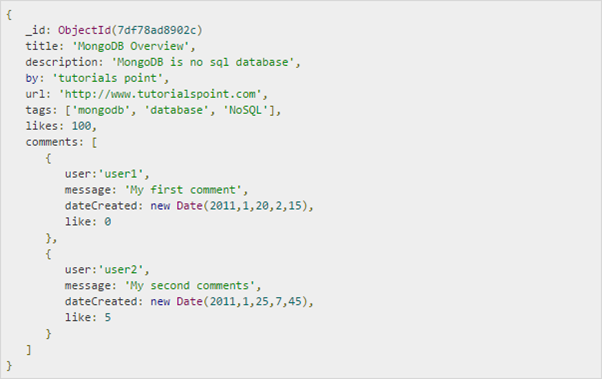 {
_id: ObjectId(7df78ad8902c)
title: 'MongoDB Overview',
description: 'MongoDB is no sql database',
by: 'tutorials point',
url: 'http://www.tutorialspoint.com',
tags: ['mongodb', 'database', 'NoSQL'],
likes: 100,
comments: [
{
user:'user1',
message: 'My first comment',
dateCreated: new Date(2011,1,20,2,15),
like: 0
},
{
user:'user2',
message: 'My second comments',
dateCreated: new Date(2011,1,25,7,45),
like: 5
}
]
}